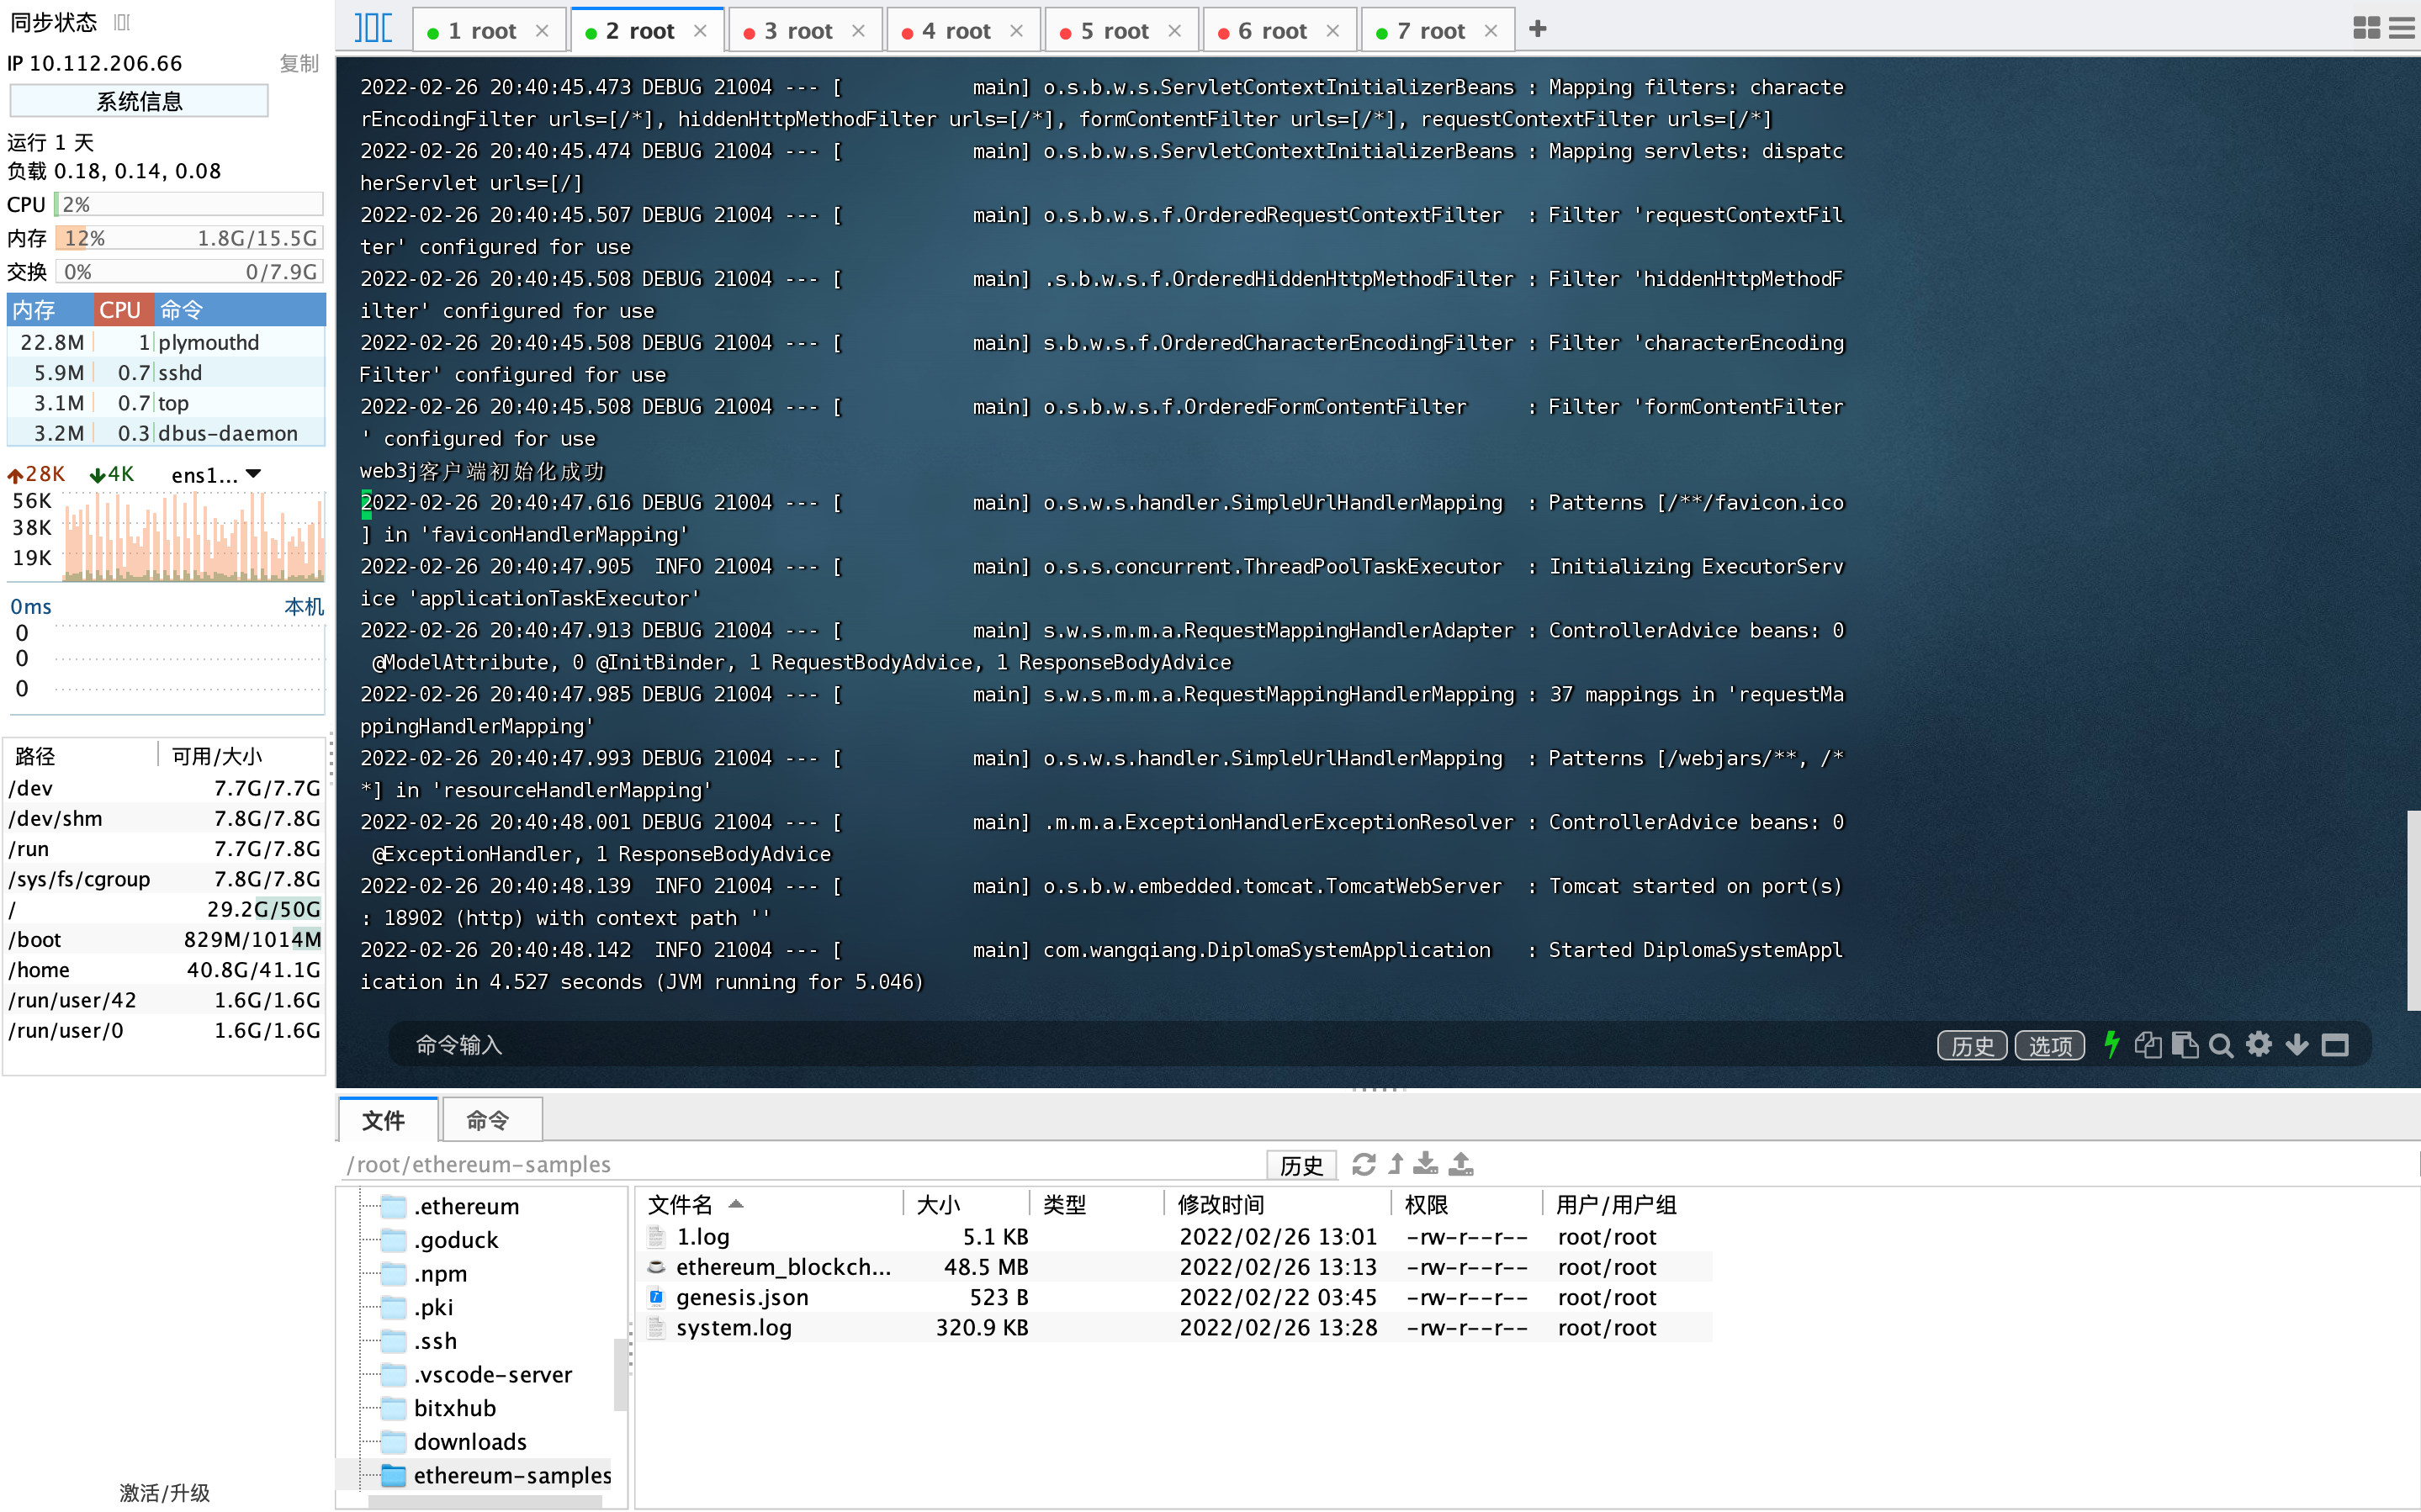 同步状态
IP 10.112.206.66 复制
系统信息
运行 1 天
负载 0.18, 0.14, 0.08
CPU 2%
内存 12% 1.8G/15.5G
交换 0% 0/7.9G
内存 CPU 命令
22.8M 1 plymouthd
5.9M 0.7 sshd
3.1M 0.7 top
3.2M 0.3 dbus-daemon
28K 4K ens1...
56K
38K
19K
0ms 本机
0
0
0
路径 可用/大小
/dev 7.7G/7.7G
/dev/shm 7.8G/7.8G
/run 7.7G/7.8G
/sys/fs/cgroup 7.8G/7.8G
/ 29.2G/50G
/boot 829M/1014M
/home 40.8G/41.1G
/run/user/42 1.6G/1.6G
/run/user/0 1.6G/1.6G
激活/升级
1 root 2 root 3 root 4 root 5 root 6 root 7 root
2022-02-26 20:40:45.473 DEBUG 21004 --- [           main] o.s.b.w.s.ServletContextInitializerBeans : Mapping filters: characte
rEncodingFilter urls=[/*], hiddenHttpMethodFilter urls=[/*], formContentFilter urls=[/*], requestContextFilter urls=[/*]
2022-02-26 20:40:45.474 DEBUG 21004 --- [           main] o.s.b.w.s.ServletContextInitializerBeans : Mapping servlets: dispatc
herServlet urls=[/]
2022-02-26 20:40:45.507 DEBUG 21004 --- [           main] o.s.b.w.s.f.OrderedRequestContextFilter  : Filter 'requestContextFil
ter' configured for use
2022-02-26 20:40:45.508 DEBUG 21004 --- [           main] .s.b.w.s.f.OrderedHiddenHttpMethodFilter : Filter 'hiddenHttpMethodF
ilter' configured for use
2022-02-26 20:40:45.508 DEBUG 21004 --- [           main] s.b.w.s.f.OrderedCharacterEncodingFilter : Filter 'characterEncoding
Filter' configured for use
2022-02-26 20:40:45.508 DEBUG 21004 --- [           main] o.s.b.w.s.f.OrderedFormContentFilter     : Filter 'formContentFilter
' configured for use
web3j客户端初始化成功
2022-02-26 20:40:47.616 DEBUG 21004 --- [           main] o.s.w.s.handler.SimpleUrlHandlerMapping  : Patterns [/**/favicon.ico
] in 'faviconHandlerMapping'
2022-02-26 20:40:47.905  INFO 21004 --- [           main] o.s.s.concurrent.ThreadPoolTaskExecutor  : Initializing ExecutorServ
ice 'applicationTaskExecutor'
2022-02-26 20:40:47.913 DEBUG 21004 --- [           main] s.w.s.m.m.a.RequestMappingHandlerAdapter : ControllerAdvice beans: 0
 @ModelAttribute, 0 @InitBinder, 1 RequestBodyAdvice, 1 ResponseBodyAdvice
2022-02-26 20:40:47.985 DEBUG 21004 --- [           main] s.w.s.m.m.a.RequestMappingHandlerMapping : 37 mappings in 'requestMa
ppingHandlerMapping'
2022-02-26 20:40:47.993 DEBUG 21004 --- [           main] o.s.w.s.handler.SimpleUrlHandlerMapping  : Patterns [/webjars/**, /*
*] in 'resourceHandlerMapping'
2022-02-26 20:40:48.001 DEBUG 21004 --- [           main] .m.m.a.ExceptionHandlerExceptionResolver : ControllerAdvice beans: 0
 @ExceptionHandler, 1 ResponseBodyAdvice
2022-02-26 20:40:48.139  INFO 21004 --- [           main] o.s.b.w.embedded.tomcat.TomcatWebServer  : Tomcat started on port(s)
: 18902 (http) with context path ''
2022-02-26 20:40:48.142  INFO 21004 --- [           main] com.wangqiang.DiplomaSystemApplication   : Started DiplomaSystemAppl
ication in 4.527 seconds (JVM running for 5.046)
命令输入 历史 选项
文件 命令
/root/ethereum-samples 历史
.ethereum
.goduck
.npm
.pki
.ssh
.vscode-server
bitxhub
downloads
ethereum-samples
文件名 大小 类型 修改时间 权限 用户/用户组
1.log 5.1 KB 2022/02/26 13:01 -rw-r--r-- root/root
ethereum_blockch... 48.5 MB 2022/02/26 13:13 -rw-r--r-- root/root
genesis.json 523 B 2022/02/22 03:45 -rw-r--r-- root/root
system.log 320.9 KB 2022/02/26 13:28 -rw-r--r-- root/root